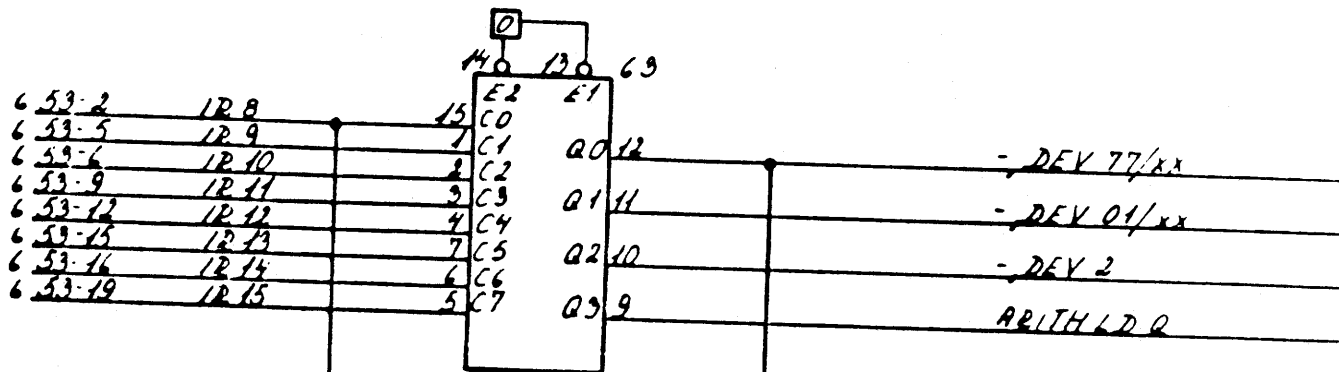 0
14 13 63
E2 E1
6 53-2 IR 8 15 C0
6 53-5 IR 9 1 C1
6 53-6 IR 10 2 C2
6 53-9 IR 11 3 C3
6 53-12 IR 12 4 C4
6 53-15 IR 13 7 C5
6 53-16 IR 14 6 C6
6 53-19 IR 15 5 C7
Q0 12 - DEV 77/xx
Q1 11 - DEV 01/xx
Q2 10 - DEV 2
Q3 9 ARITH LD Q